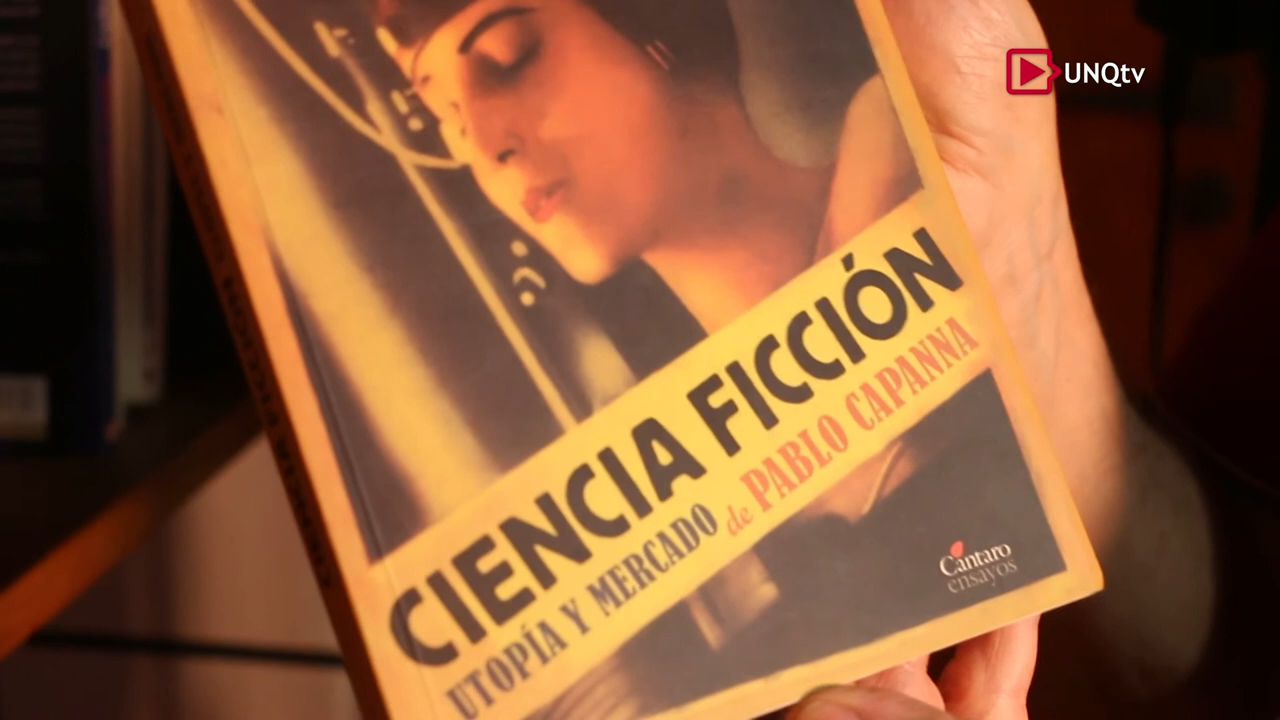 UNQtv
CIENCIA FICCIÓN
UTOPÍA Y MERCADO de PABLO CAPANNA
Cántaro
ensayos